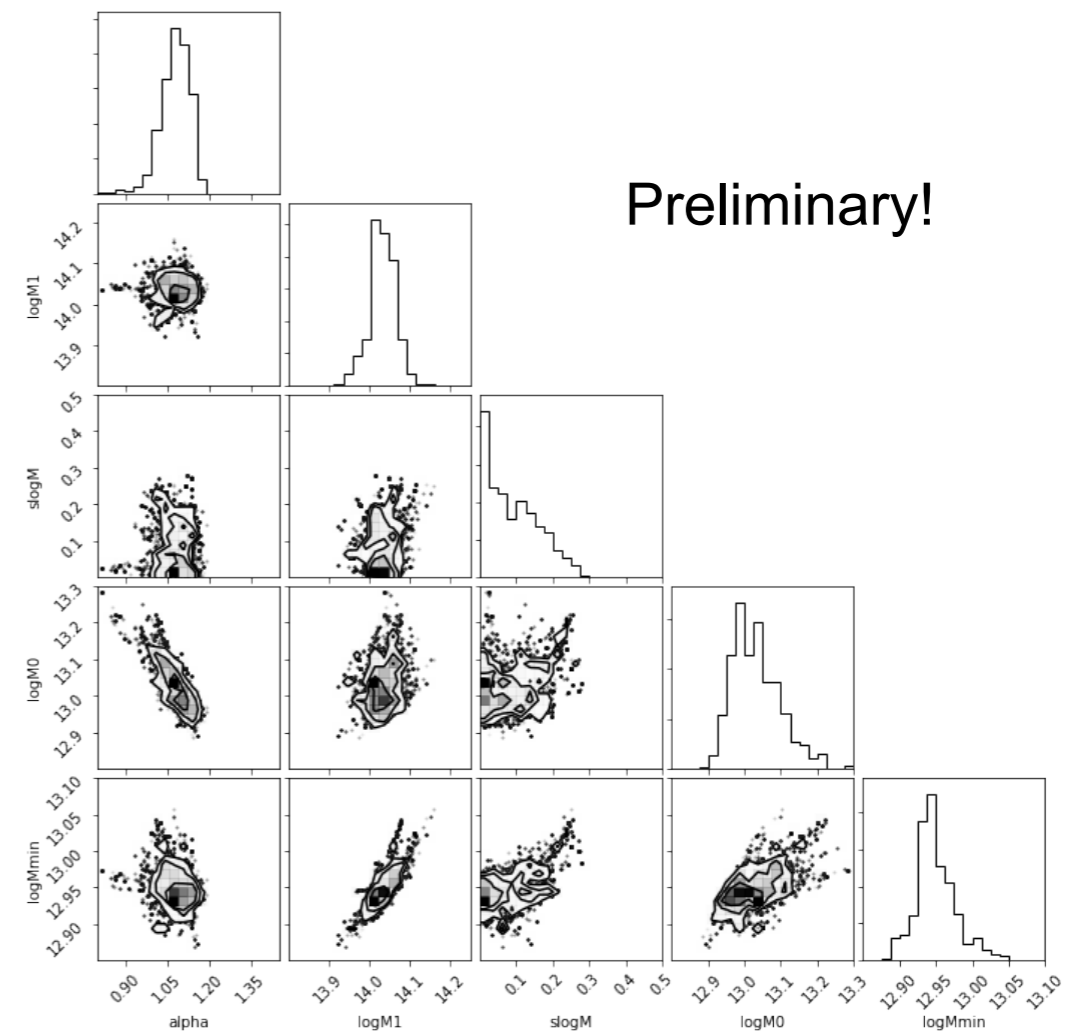 Preliminary!
logM1
14.2
14.1
14.0
13.9
slogM
0.5
0.4
0.3
0.2
0.1
logM0
13.3
13.2
13.1
13.0
12.9
logMmin
13.10
13.05
13.00
12.95
12.90
0.90 1.05 1.20 1.35
alpha
13.9 14.0 14.1 14.2
logM1
0.1 0.2 0.3 0.4 0.5
slogM
12.9 13.0 13.1 13.2 13.3
logM0
12.90 12.95 13.00 13.05 13.10
logMmin